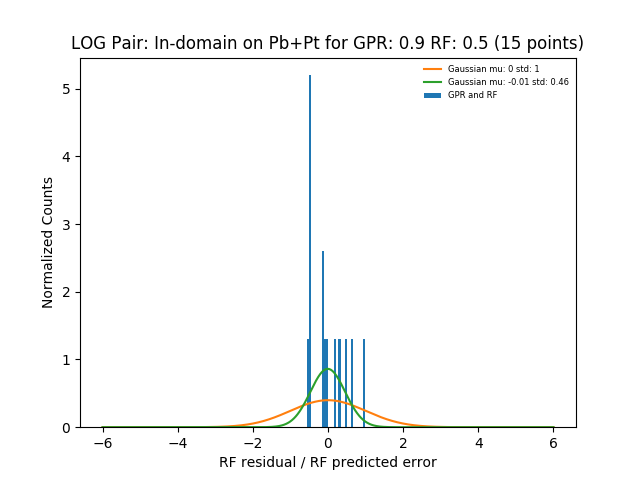 LOG Pair: In-domain on Pb+Pt for GPR: 0.9 RF: 0.5 (15 points)
Gaussian mu: 0 std: 1
Gaussian mu: -0.01 std: 0.46
GPR and RF
Normalized Counts
5
4
3
2
1
0
−6 −4 −2 0 2 4 6
RF residual / RF predicted error